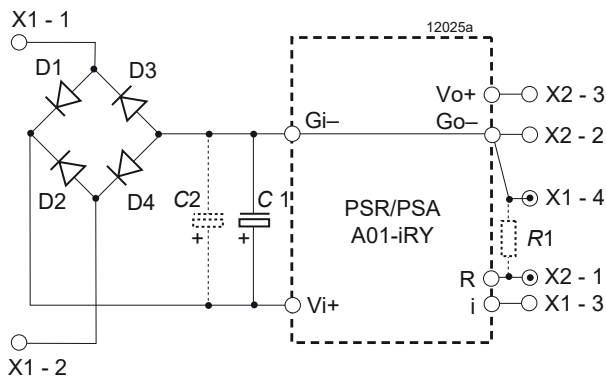 X1 - 1
12025a
D1
D3
Vo+
X2 - 3
Gi–
Go–
X2 - 2
D2
D4
C2
C 1
PSR/PSA
A01-iRY
X1 - 4
R1
+
+
R
X2 - 1
Vi+
i
X1 - 3
X1 - 2